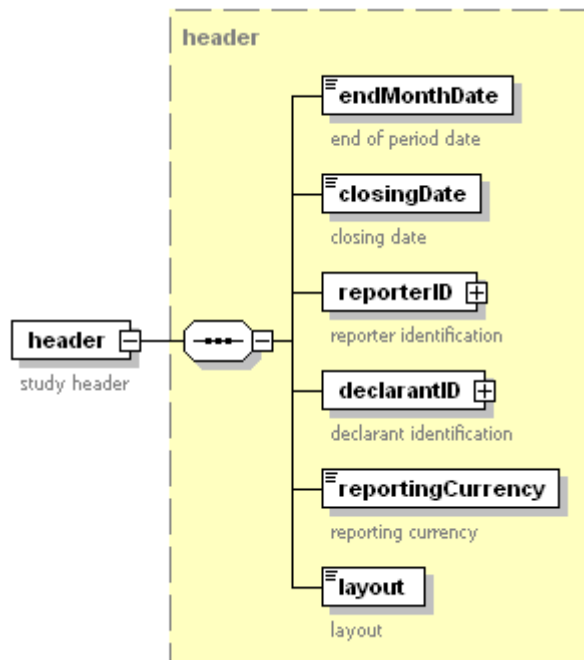 header
endMonthDate
end of period date
closingDate
closing date
reporterID
reporter identification
header
study header
declarantID
declarant identification
reportingCurrency
reporting currency
layout
layout